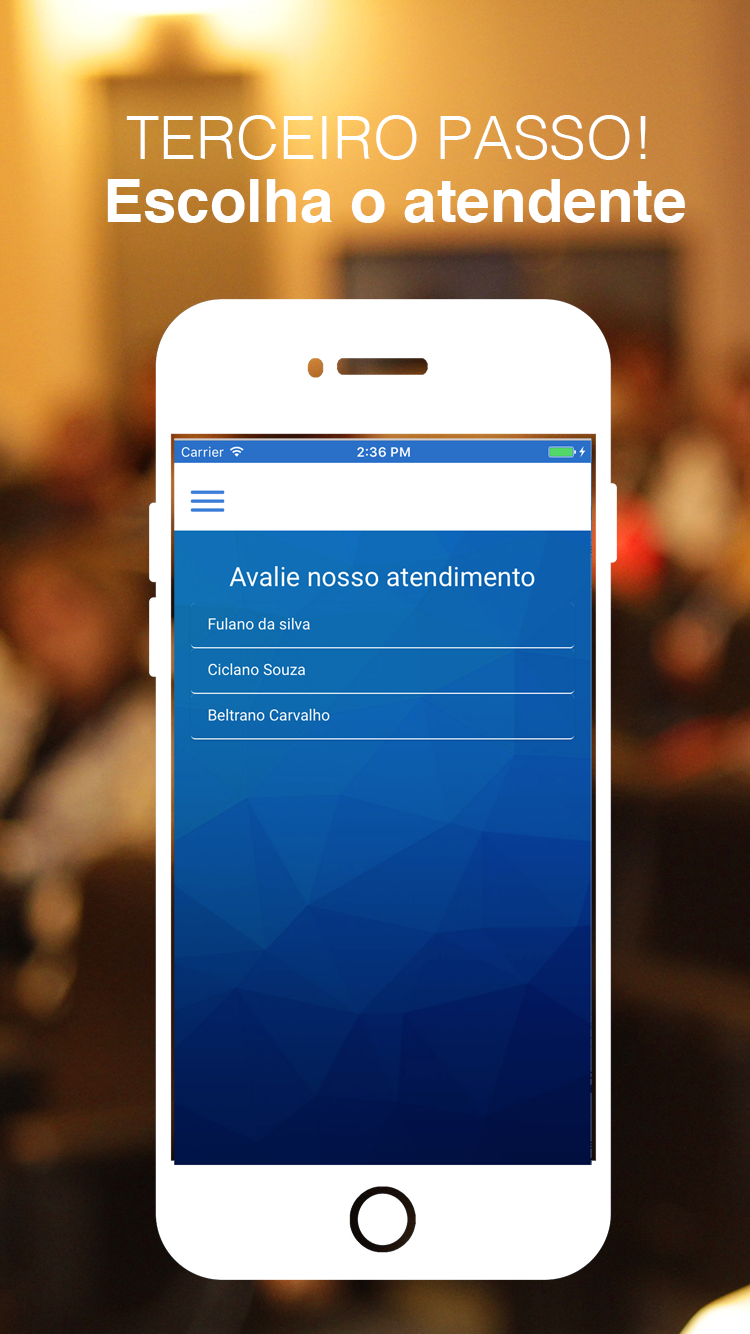 TERCEIRO PASSO!
Escolha o atendente
Carrier 2:36 PM
Avalie nosso atendimento
Fulano da silva
Ciclano Souza
Beltrano Carvalho